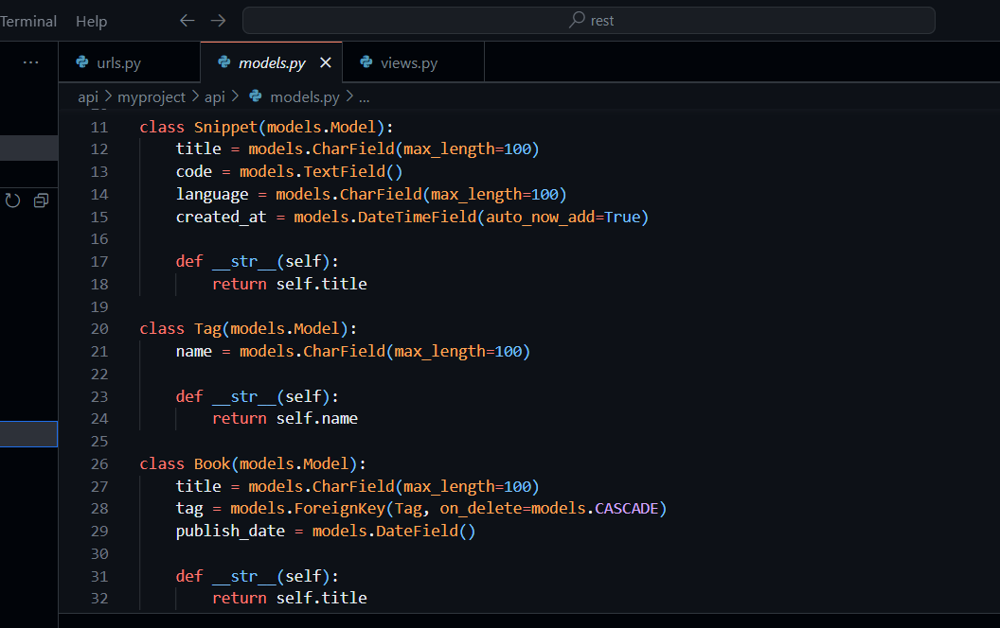 Terminal Help ← → rest
... urls.py models.py × views.py
api > myproject > api > models.py > ...
11 class Snippet(models.Model):
12     title = models.CharField(max_length=100)
13     code = models.TextField()
14     language = models.CharField(max_length=100)
15     created_at = models.DateTimeField(auto_now_add=True)
16
17     def __str__(self):
18         return self.title
19
20 class Tag(models.Model):
21     name = models.CharField(max_length=100)
22
23     def __str__(self):
24         return self.name
25
26 class Book(models.Model):
27     title = models.CharField(max_length=100)
28     tag = models.ForeignKey(Tag, on_delete=models.CASCADE)
29     publish_date = models.DateField()
30
31     def __str__(self):
32         return self.title